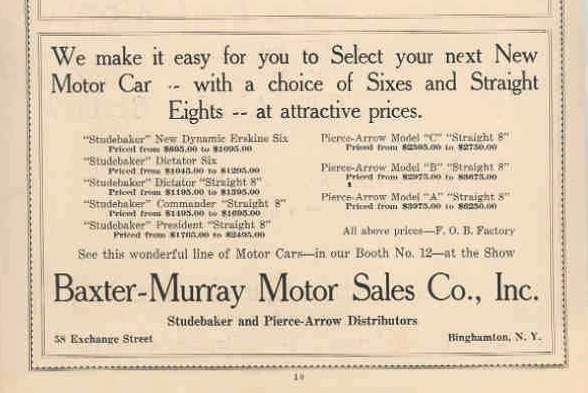 We make it easy for you to Select your next New
Motor Car -- with a choice of Sixes and Straight
Eights -- at attractive prices.
"Studebaker" New Dynamic Erskine Six
Priced from $895.00 to $1095.00
"Studebaker" Dictator Six
Priced from $1045.00 to $1295.00
"Studebaker" Dictator "Straight 8"
Priced from $1195.00 to $1395.00
"Studebaker" Commander "Straight 8"
Priced from $1495.00 to $1695.00
"Studebaker" President "Straight 8"
Priced from $1765.00 to $2495.00
Pierce-Arrow Model "C" "Straight 8"
Priced from $2595.00 to $2750.00
Pierce-Arrow Model "B" "Straight 8"
Priced from $2975.00 to $3675.00
Pierce-Arrow Model "A" "Straight 8"
Priced from $3975.00 to $6250.00
All above prices—F. O. B. Factory
See this wonderful line of Motor Cars—in our Booth No. 12—at the Show
Baxter-Murray Motor Sales Co., Inc.
Studebaker and Pierce-Arrow Distributors
58 Exchange Street
Binghamton, N. Y.